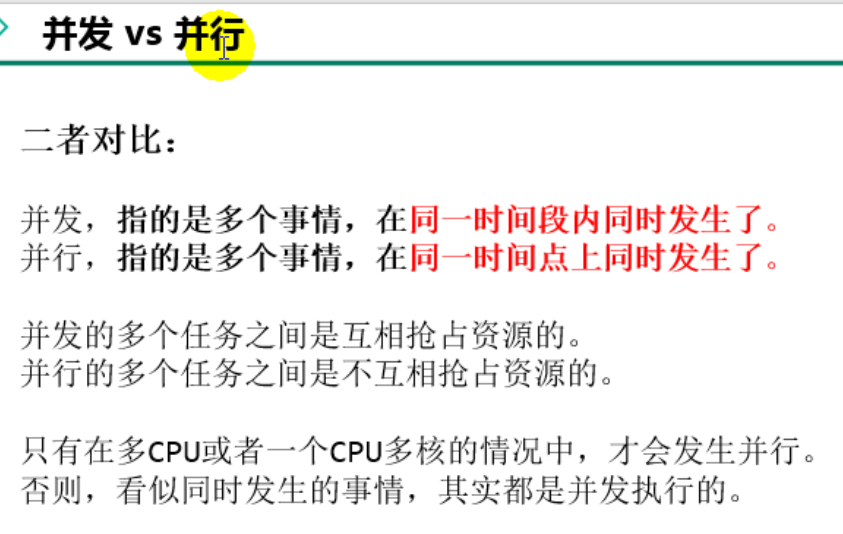 并发 vs 并行
二者对比：
并发，指的是多个事情，在同一时间段内同时发生了。
并行，指的是多个事情，在同一时间点上同时发生了。
并发的多个任务之间是互相抢占资源的。
并行的多个任务之间是不互相抢占资源的。
只有在多CPU或者一个CPU多核的情况中，才会发生并行。
否则，看似同时发生的事情，其实都是并发执行的。